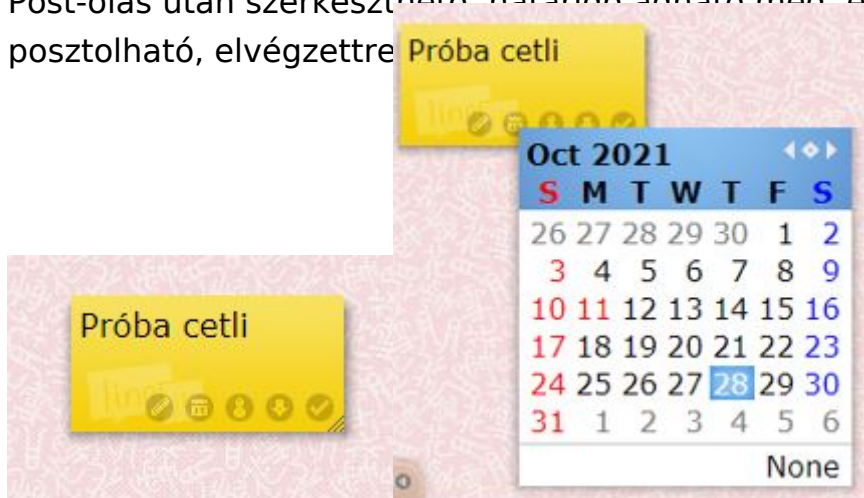 Post-olás után
posztolható, elvégzettre
Próba cetli
Oct 2021
S M T W T F S
26 27 28 29 30 1 2
3 4 5 6 7 8 9
10 11 12 13 14 15 16
17 18 19 20 21 22 23
24 25 26 27 28 29 30
31 1 2 3 4 5 6
None
Próba cetli